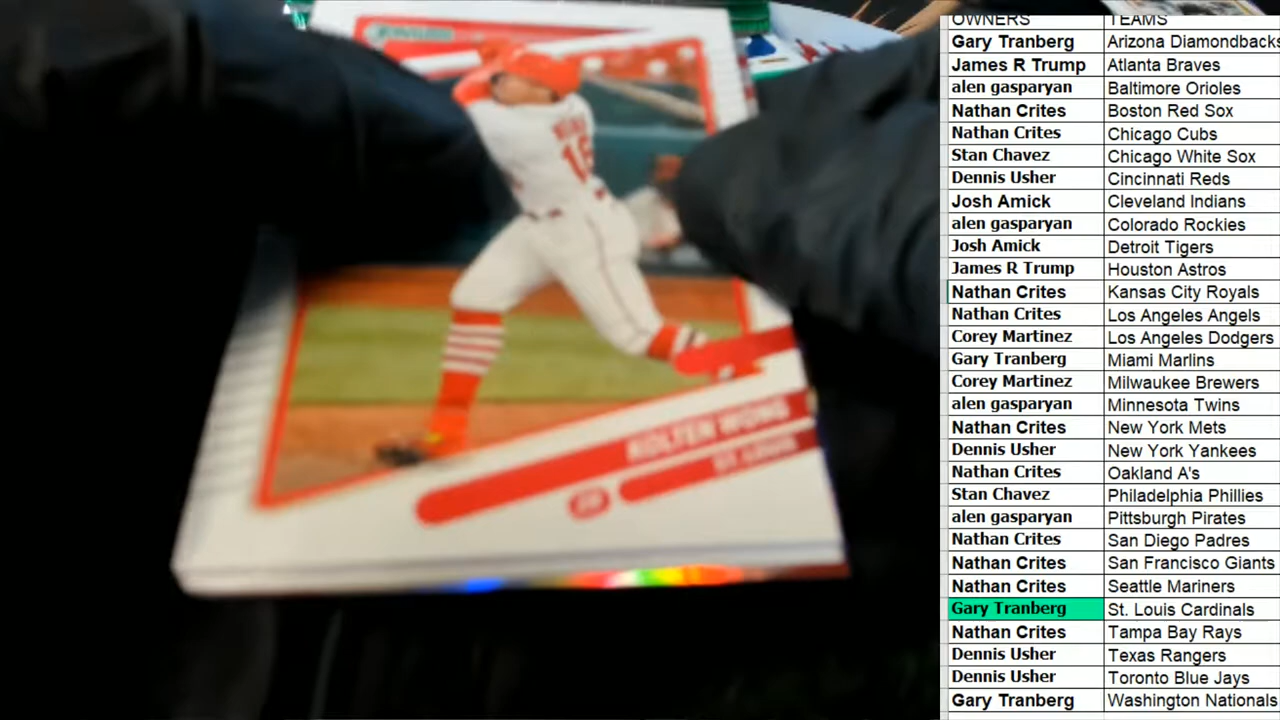 DONRUSS
16
KOLTEN WONG
ST. LOUIS
OWNERS TEAMS
Gary Tranberg Arizona Diamondbacks
James R Trump Atlanta Braves
alen gasparyan Baltimore Orioles
Nathan Crites Boston Red Sox
Nathan Crites Chicago Cubs
Stan Chavez Chicago White Sox
Dennis Usher Cincinnati Reds
Josh Amick Cleveland Indians
alen gasparyan Colorado Rockies
Josh Amick Detroit Tigers
James R Trump Houston Astros
Nathan Crites Kansas City Royals
Nathan Crites Los Angeles Angels
Corey Martinez Los Angeles Dodgers
Gary Tranberg Miami Marlins
Corey Martinez Milwaukee Brewers
alen gasparyan Minnesota Twins
Nathan Crites New York Mets
Dennis Usher New York Yankees
Nathan Crites Oakland A's
Stan Chavez Philadelphia Phillies
alen gasparyan Pittsburgh Pirates
Nathan Crites San Diego Padres
Nathan Crites San Francisco Giants
Nathan Crites Seattle Mariners
Gary Tranberg St. Louis Cardinals
Nathan Crites Tampa Bay Rays
Dennis Usher Texas Rangers
Dennis Usher Toronto Blue Jays
Gary Tranberg Washington Nationals